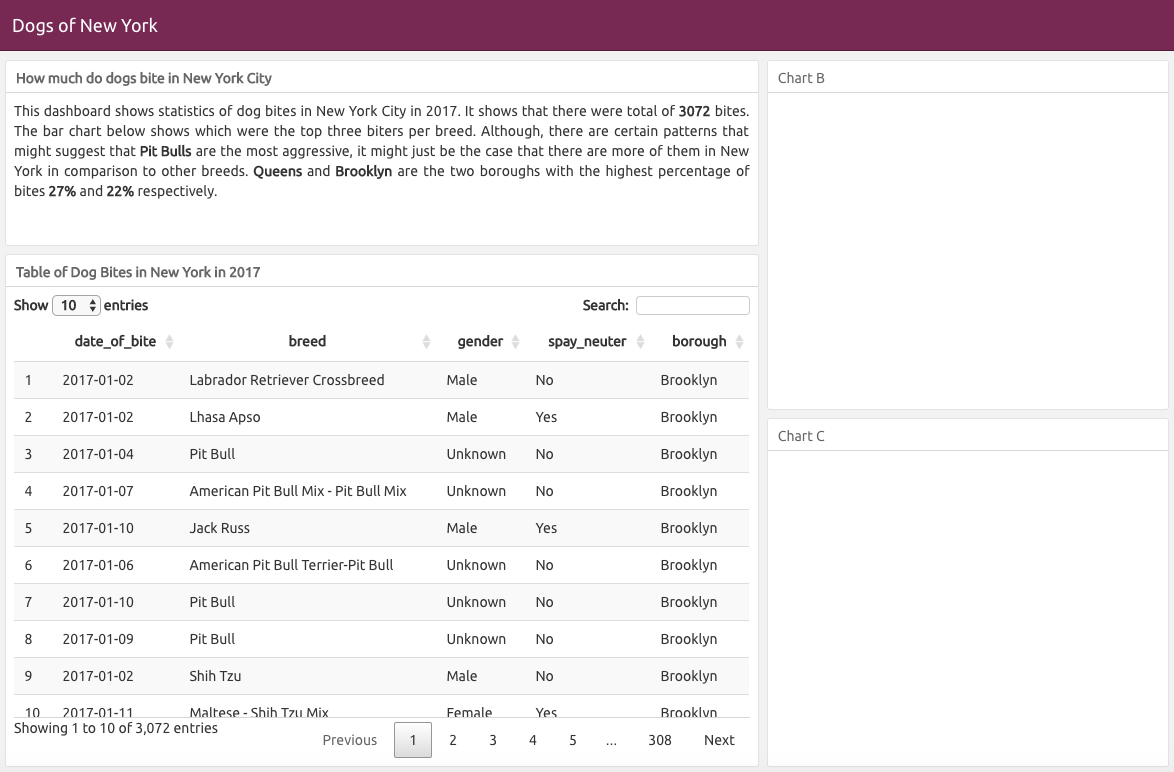 Dogs of New York
How much do dogs bite in New York City
This dashboard shows statistics of dog bites in New York City in 2017. It shows that there were total of 3072 bites.
The bar chart below shows which were the top three biters per breed. Although, there are certain patterns that
might suggest that Pit Bulls are the most aggressive, it might just be the case that there are more of them in New
York in comparison to other breeds. Queens and Brooklyn are the two boroughs with the highest percentage of
bites 27% and 22% respectively.
Table of Dog Bites in New York in 2017
Show 10 entries Search:
date_of_bite breed gender spay_neuter borough
1 2017-01-02 Labrador Retriever Crossbreed Male No Brooklyn
2 2017-01-02 Lhasa Apso Male Yes Brooklyn
3 2017-01-04 Pit Bull Unknown No Brooklyn
4 2017-01-07 American Pit Bull Mix - Pit Bull Mix Unknown No Brooklyn
5 2017-01-10 Jack Russ Male Yes Brooklyn
6 2017-01-06 American Pit Bull Terrier-Pit Bull Unknown No Brooklyn
7 2017-01-10 Pit Bull Unknown No Brooklyn
8 2017-01-09 Pit Bull Unknown No Brooklyn
9 2017-01-02 Shih Tzu Male No Brooklyn
10 2017-01-11 Maltese - Shih Tzu Mix Female Yes Brooklyn
Showing 1 to 10 of 3,072 entries
Previous 1 2 3 4 5 ... 308 Next
Chart B
Chart C